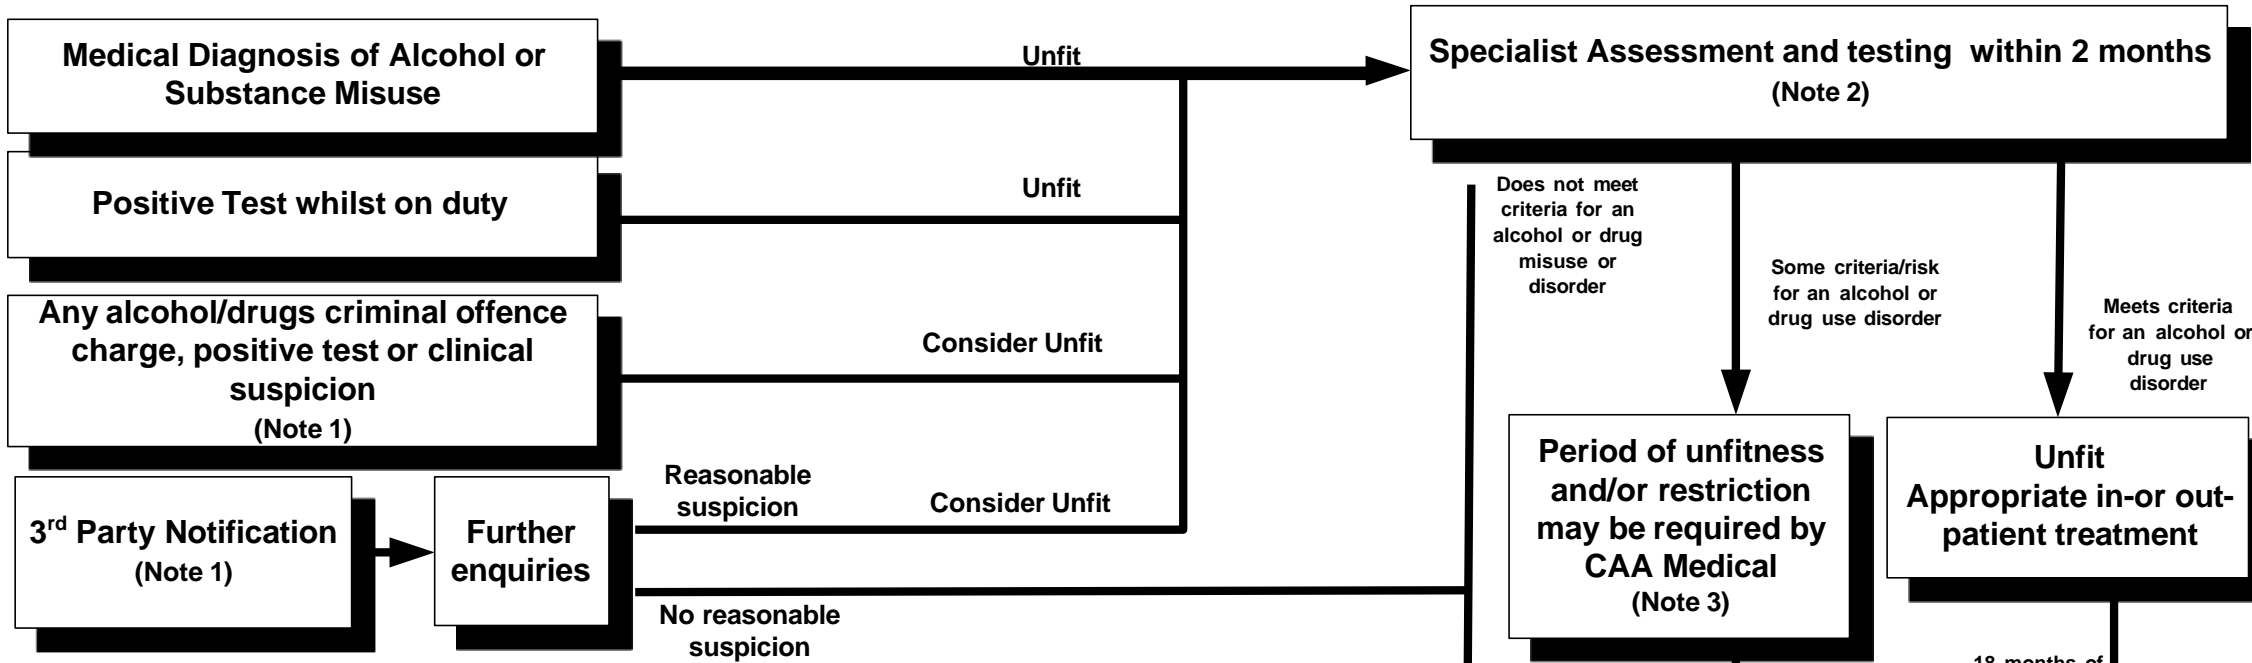 Medical Diagnosis of Alcohol or
Substance Misuse
Unfit
Specialist Assessment and testing within 2 months
(Note 2)
Positive Test whilst on duty
Unfit
Does not meet
criteria for an
alcohol or drug
misuse or
disorder
Some criteria/risk
for an alcohol or
drug use disorder
Meets criteria
for an alcohol or
drug use
disorder
Any alcohol/drugs criminal offence
charge, positive test or clinical
suspicion
(Note 1)
Consider Unfit
3rd Party Notification
(Note 1)
Further
enquiries
Reasonable
suspicion
Consider Unfit
No reasonable
suspicion
Period of unfitness
and/or restriction
may be required by
CAA Medical
(Note 3)
Unfit
Appropriate in-or out-
patient treatment
18 months of